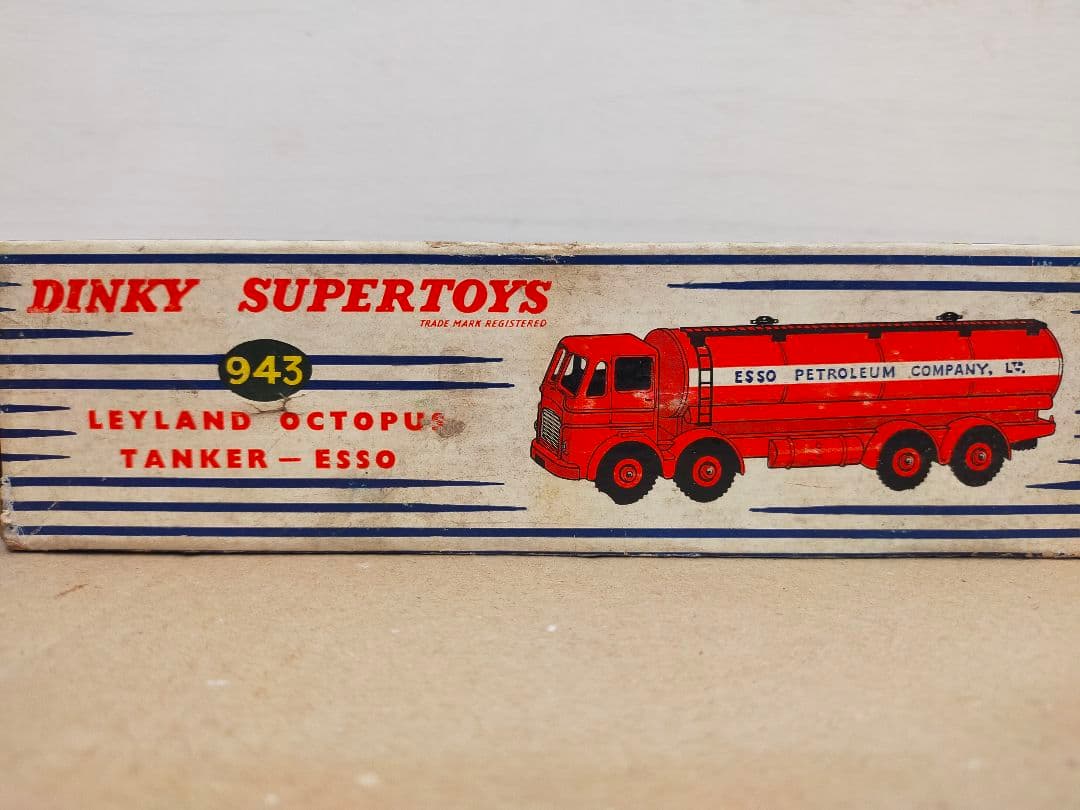 DINKY SUPERTOYS
TRADE MARK REGISTERED
943
LEYLAND OCTOPUS
TANKER – ESSO
ESSO PETROLEUM COMPANY, LTD.